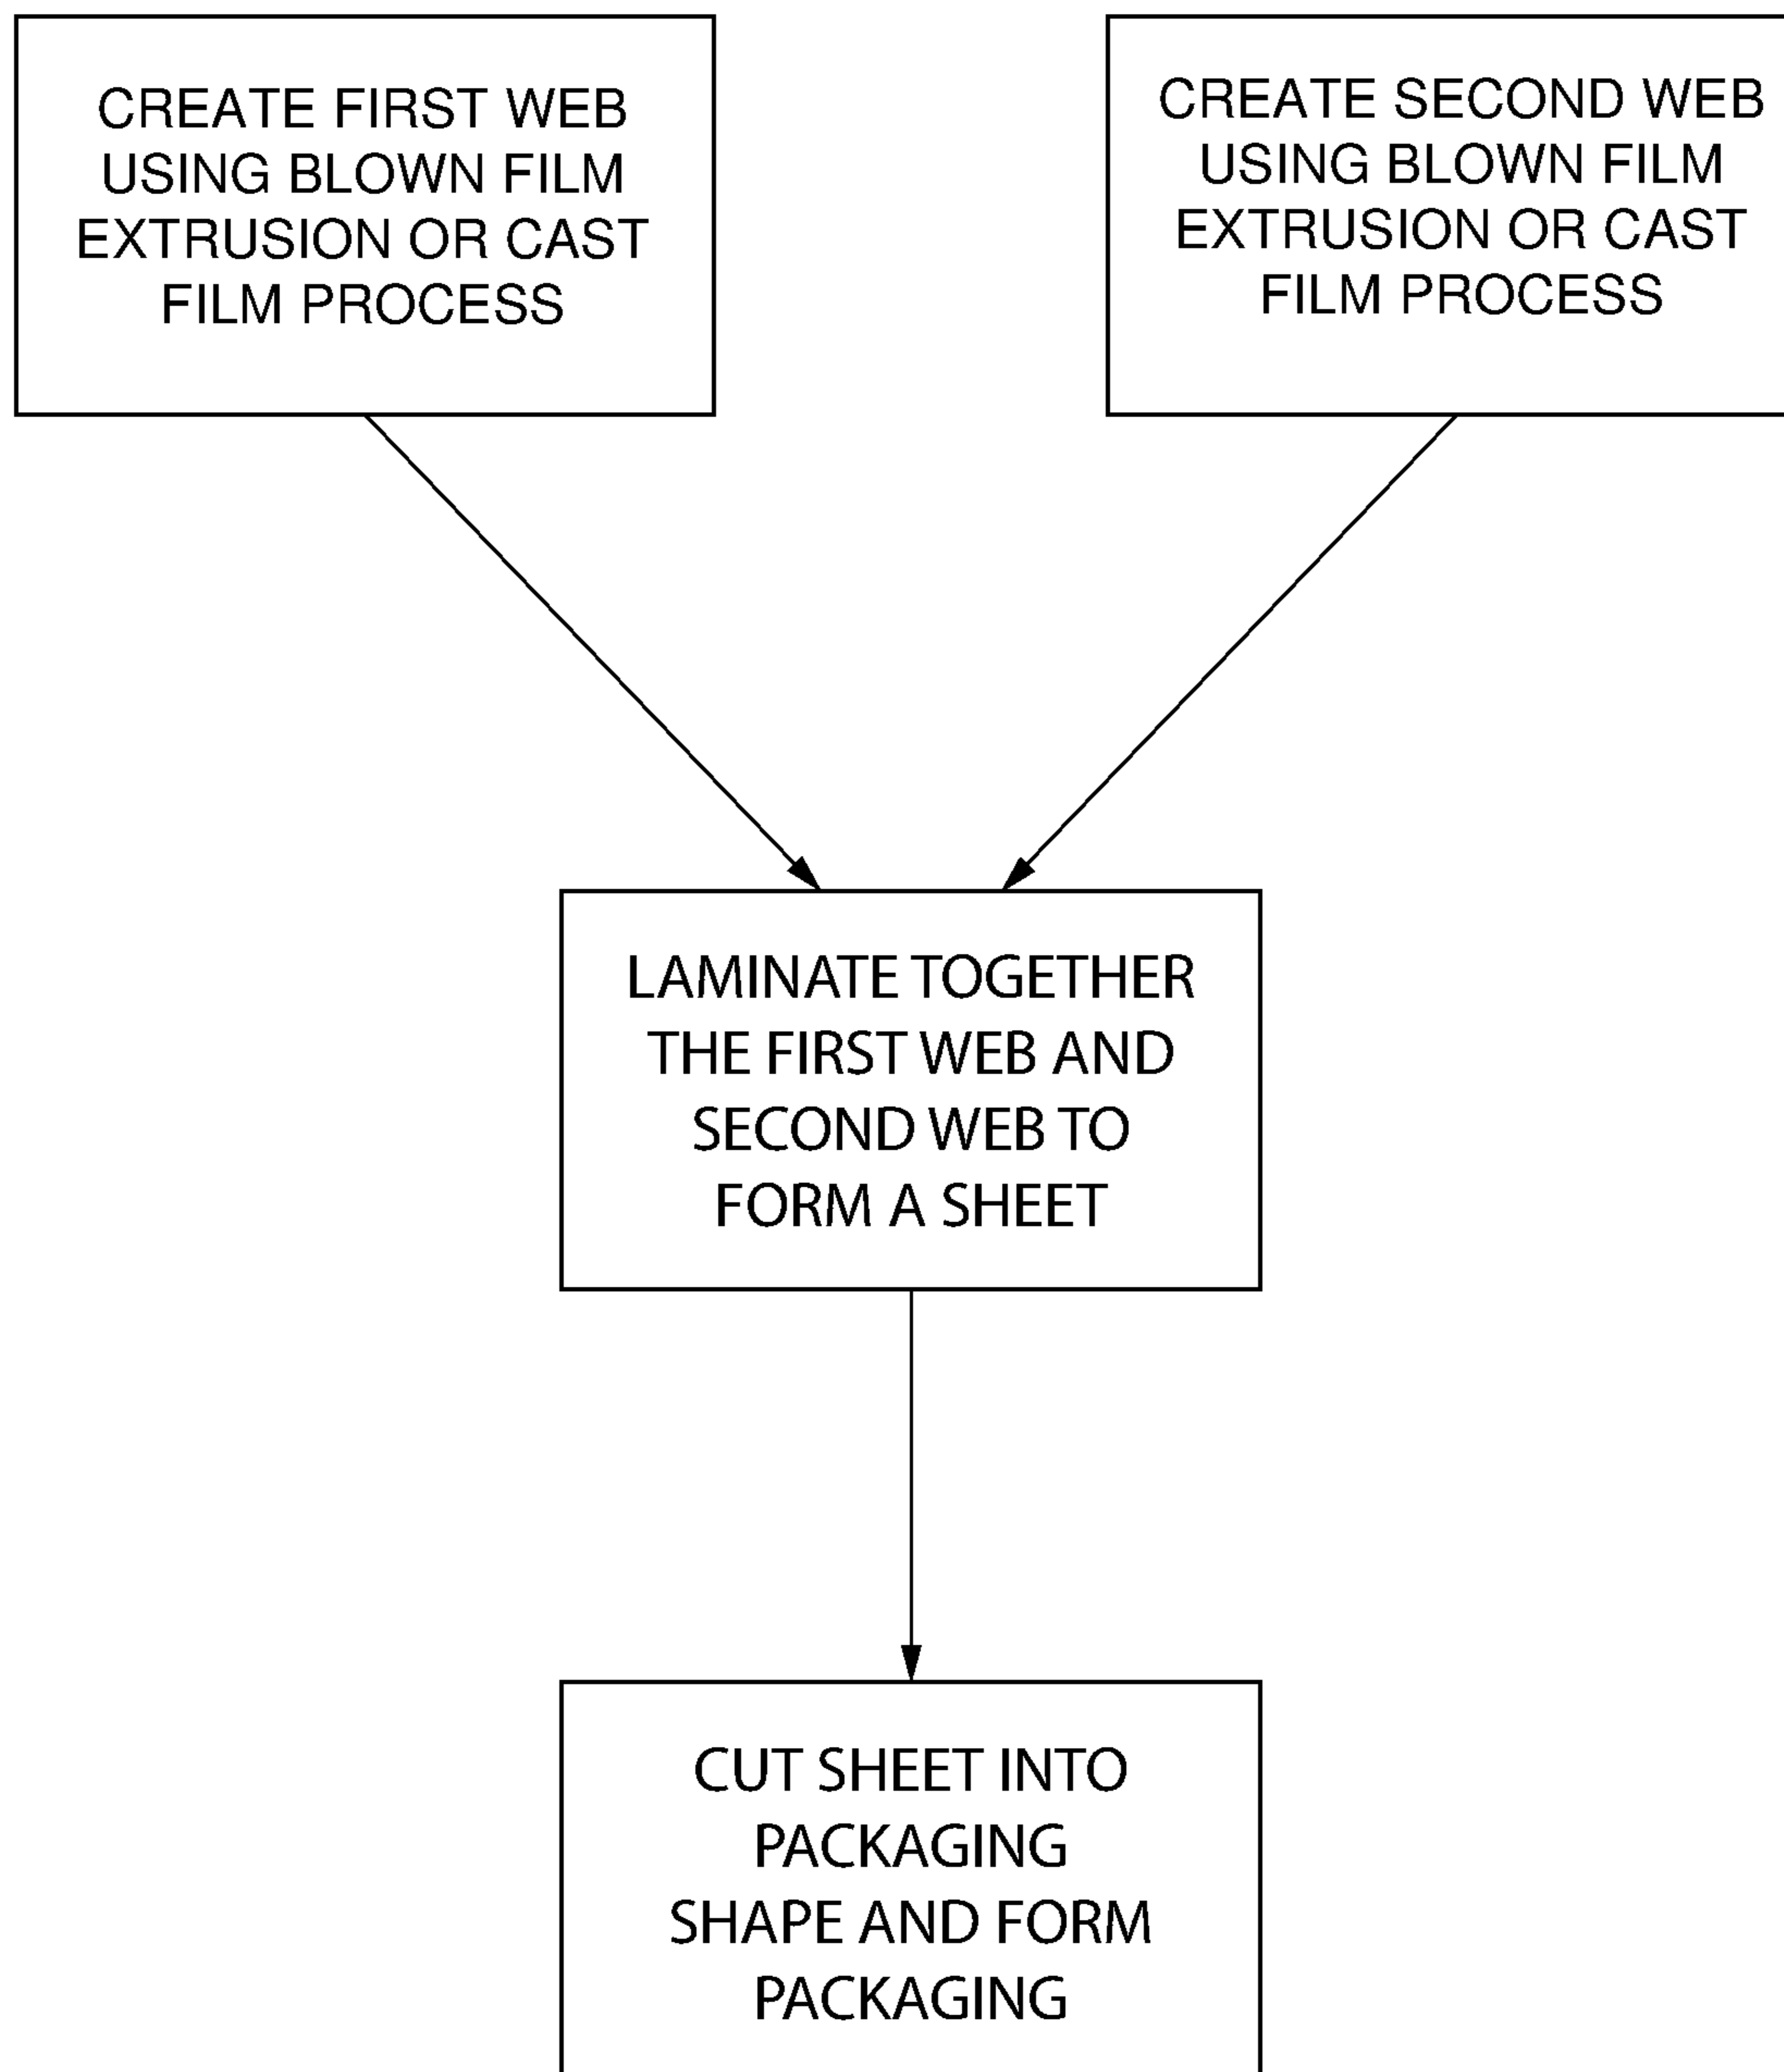 CREATE FIRST WEB
USING BLOWN FILM
EXTRUSION OR CAST
FILM PROCESS
CREATE SECOND WEB
USING BLOWN FILM
EXTRUSION OR CAST
FILM PROCESS
LAMINATE TOGETHER
THE FIRST WEB AND
SECOND WEB TO
FORM A SHEET
CUT SHEET INTO
PACKAGING
SHAPE AND FORM
PACKAGING